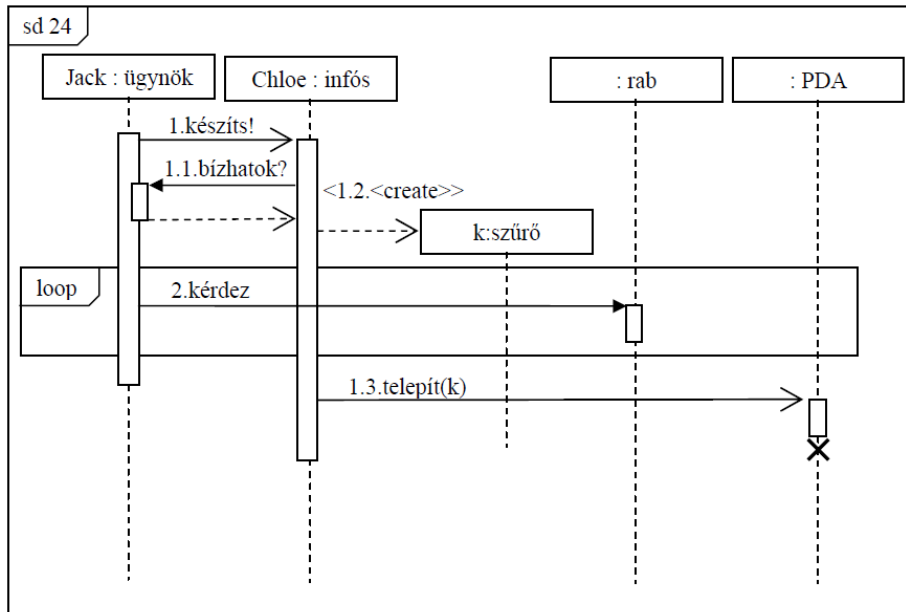 sd 24
Jack : ügynök
Chloe : infós
: rab
: PDA
1.készíts!
1.1.bízhatok?
<1.2.<create>>
k:szűrő
loop
2.kérdez
1.3.telepít(k)